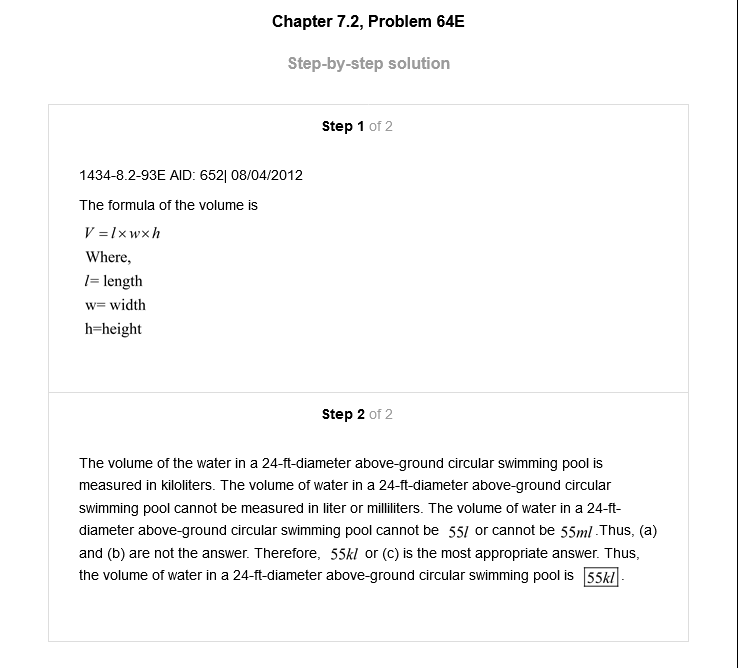 Chapter 7.2, Problem 64E
Step-by-step solution
Step 1 of 2
1434-8.2-93E AID: 652| 08/04/2012
The formula of the volume is
V = l × w × h
Where,
l= length
w= width
h=height
Step 2 of 2
The volume of the water in a 24-ft-diameter above-ground circular swimming pool is
measured in kiloliters. The volume of water in a 24-ft-diameter above-ground circular
swimming pool cannot be measured in liter or milliliters. The volume of water in a 24-ft-
diameter above-ground circular swimming pool cannot be 55l or cannot be 55ml .Thus, (a)
and (b) are not the answer. Therefore, 55kl or (c) is the most appropriate answer. Thus,
the volume of water in a 24-ft-diameter above-ground circular swimming pool is 55kl .